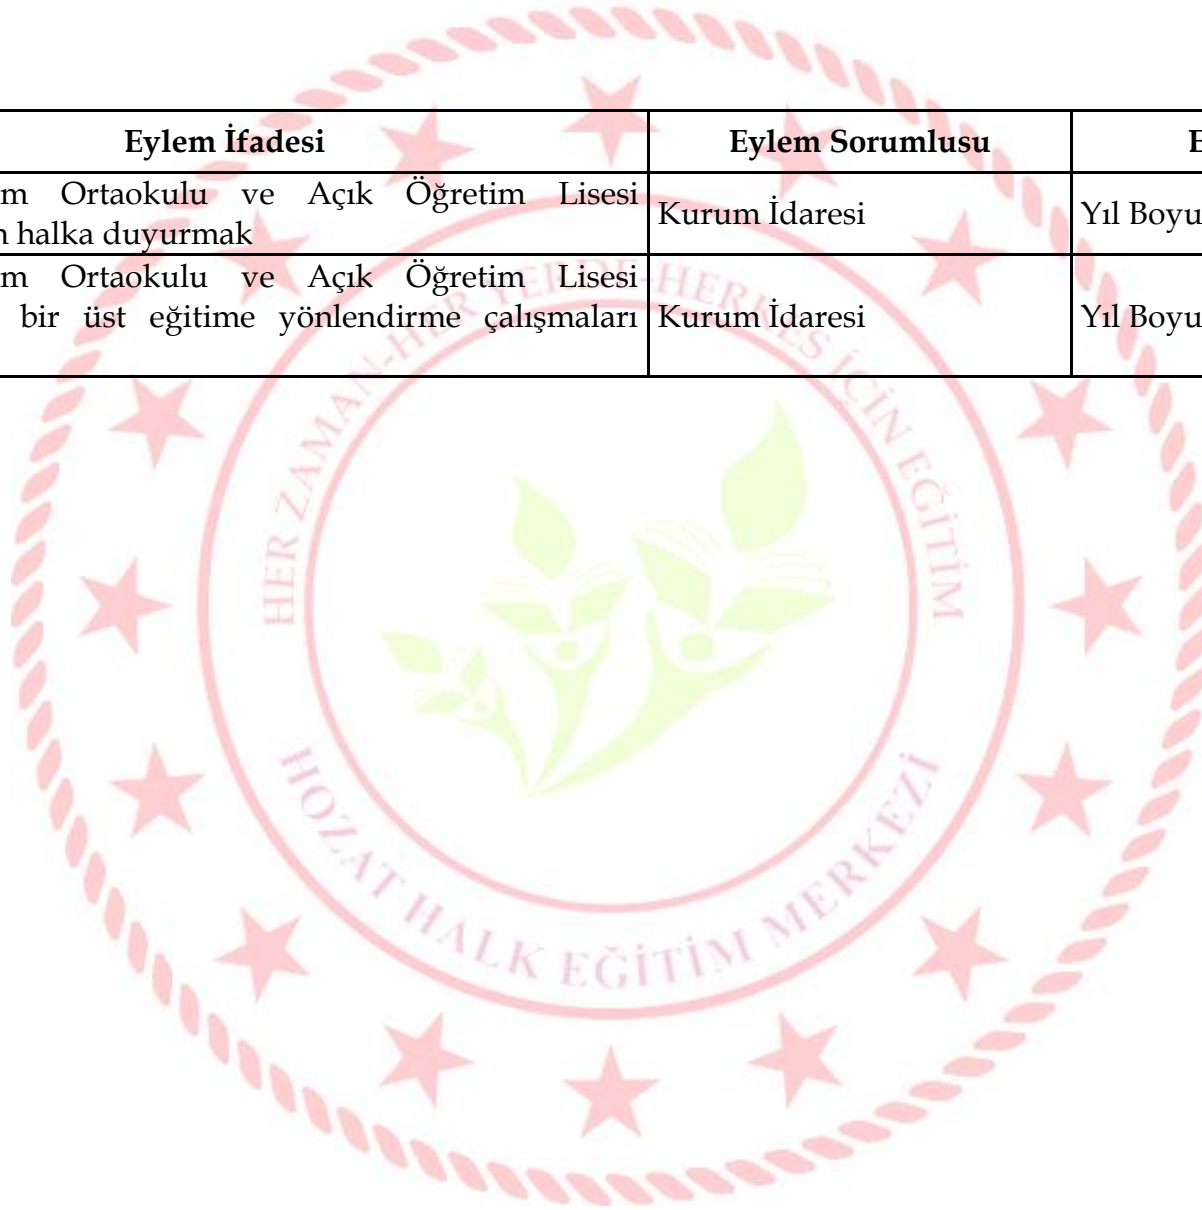 Eylem İfadesi Eylem Sorumlusu E
m Ortaokulu ve Açık Öğretim Lisesi
n halka duyurmak
Kurum İdaresi
Yıl Boyu
m Ortaokulu ve Açık Öğretim Lisesi
bir üst eğitime yönlendirme çalışmaları
Kurum İdaresi
Yıl Boyu
HER ZAMAN-HER YERDE-HERKES İÇİN EĞİTİM
HOZAT HALK EĞİTİM MERKEZİ